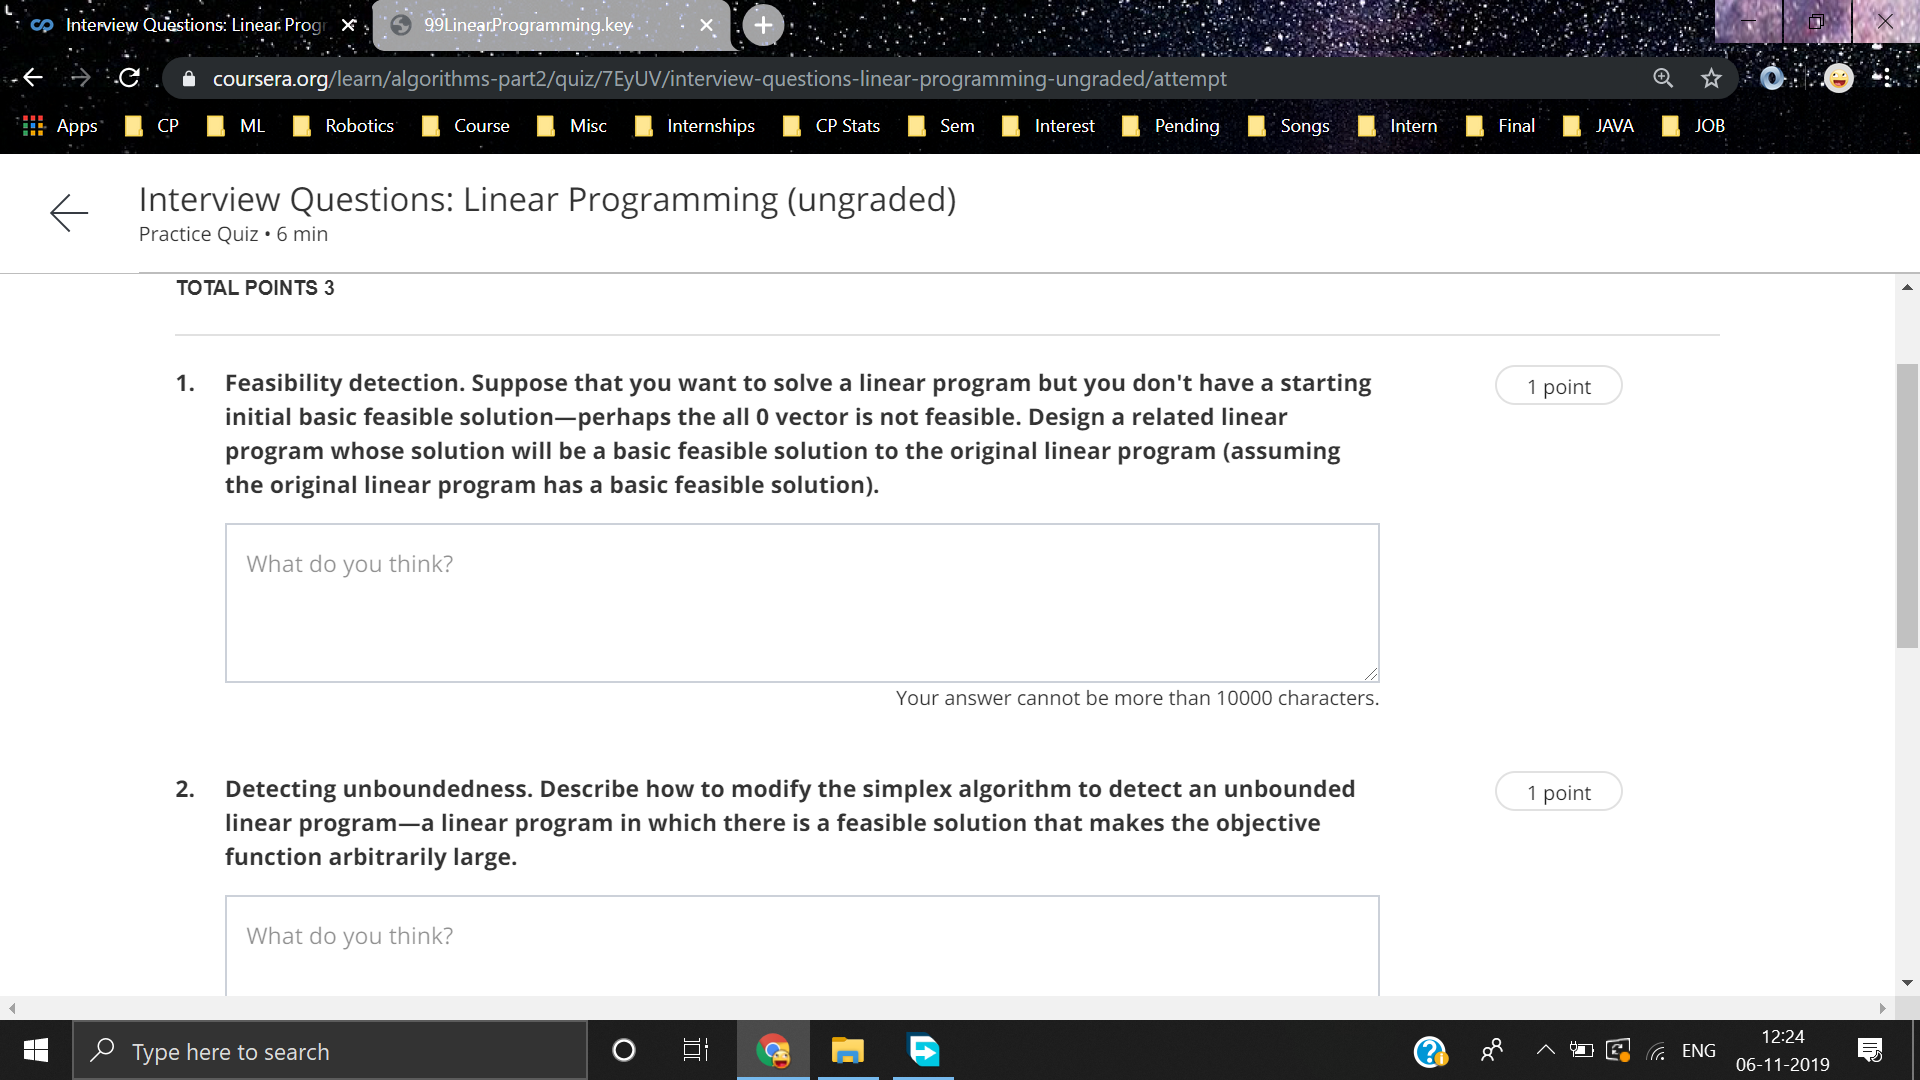 Interview Questions: Linear Prog
99LinearProgramming.key
coursera.org/learn/algorithms-part2/quiz/7EyUV/interview-questions-linear-programming-ungraded/attempt
Apps CP ML Robotics Course Misc Internships CP Stats Sem Interest Pending Songs Intern Final JAVA JOB
Interview Questions: Linear Programming (ungraded)
Practice Quiz • 6 min
TOTAL POINTS 3
1. Feasibility detection. Suppose that you want to solve a linear program but you don't have a starting 1 point
initial basic feasible solution—perhaps the all 0 vector is not feasible. Design a related linear
program whose solution will be a basic feasible solution to the original linear program (assuming
the original linear program has a basic feasible solution).
What do you think?
Your answer cannot be more than 10000 characters.
2. Detecting unboundedness. Describe how to modify the simplex algorithm to detect an unbounded 1 point
linear program—a linear program in which there is a feasible solution that makes the objective
function arbitrarily large.
What do you think?
Type here to search
ENG
12:24
06-11-2019